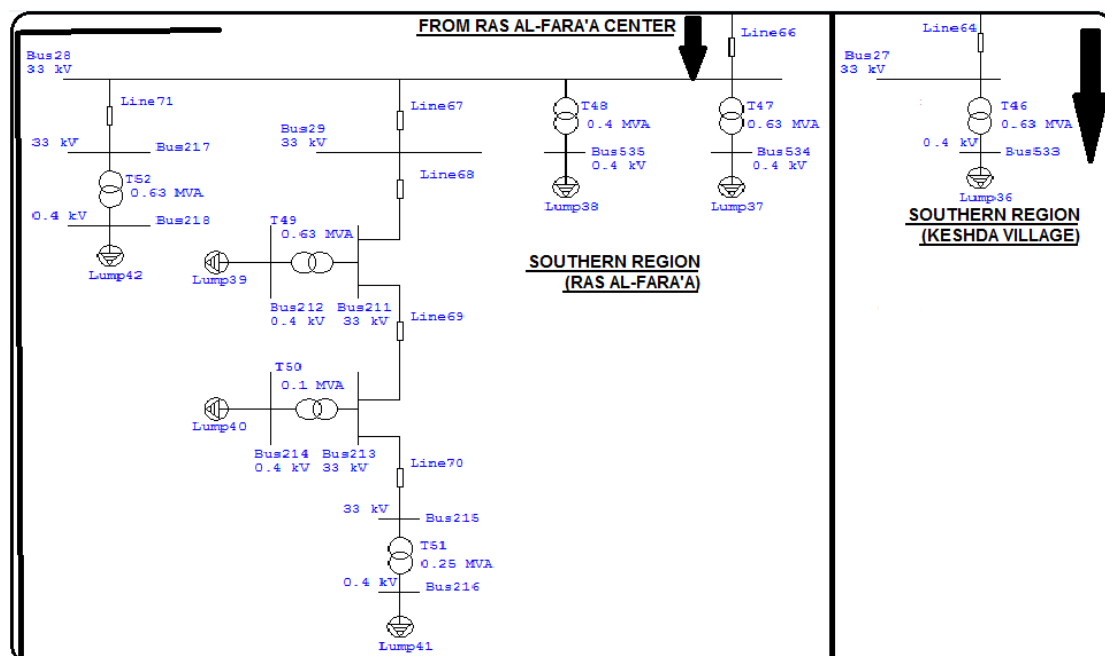 FROM RAS AL-FARA'A CENTER
Line66
Line64
Bus28
33 kV
Bus27
33 kV
Line71
Line67
T48
0.4 MVA
T47
0.63 MVA
T46
0.63 MVA
Bus29
33 kV
33 kV
Bus217
Bus535
0.4 kV
Bus534
0.4 kV
0.4 kV
Bus533
T52
0.63 MVA
Line68
Lump38
Lump37
Lump36
0.4 kV
Bus218
T49
0.63 MVA
SOUTHERN REGION
(KESHDA VILLAGE)
Lump42
Lump39
SOUTHERN REGION
(RAS AL-FARA'A)
Bus212
0.4 kV
Bus211
33 kV
Line69
T50
0.1 MVA
Lump40
Bus214
0.4 kV
Bus213
33 kV
Line70
33 kV
Bus215
T51
0.25 MVA
0.4 kV
Bus216
Lump41